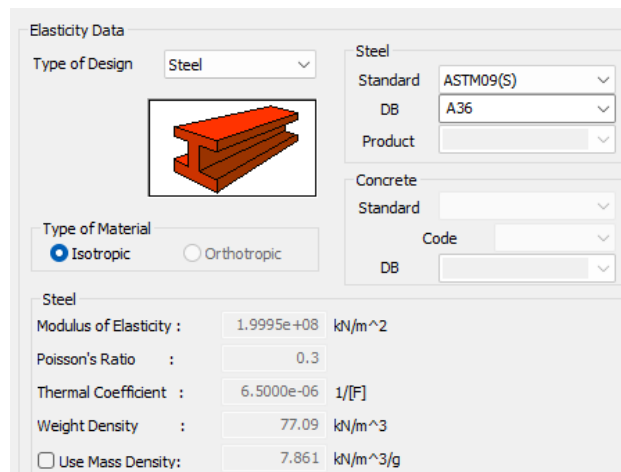 Elasticity Data
Type of Design Steel
Steel
Standard ASTM09(S)
DB A36
Product
Concrete
Standard
Code
DB
Type of Material
Isotropic Orthotropic
Steel
Modulus of Elasticity : 1.9995e+08 kN/m^2
Poisson's Ratio : 0.3
Thermal Coefficient : 6.5000e-06 1/[F]
Weight Density : 77.09 kN/m^3
Use Mass Density: 7.861 kN/m^3/g